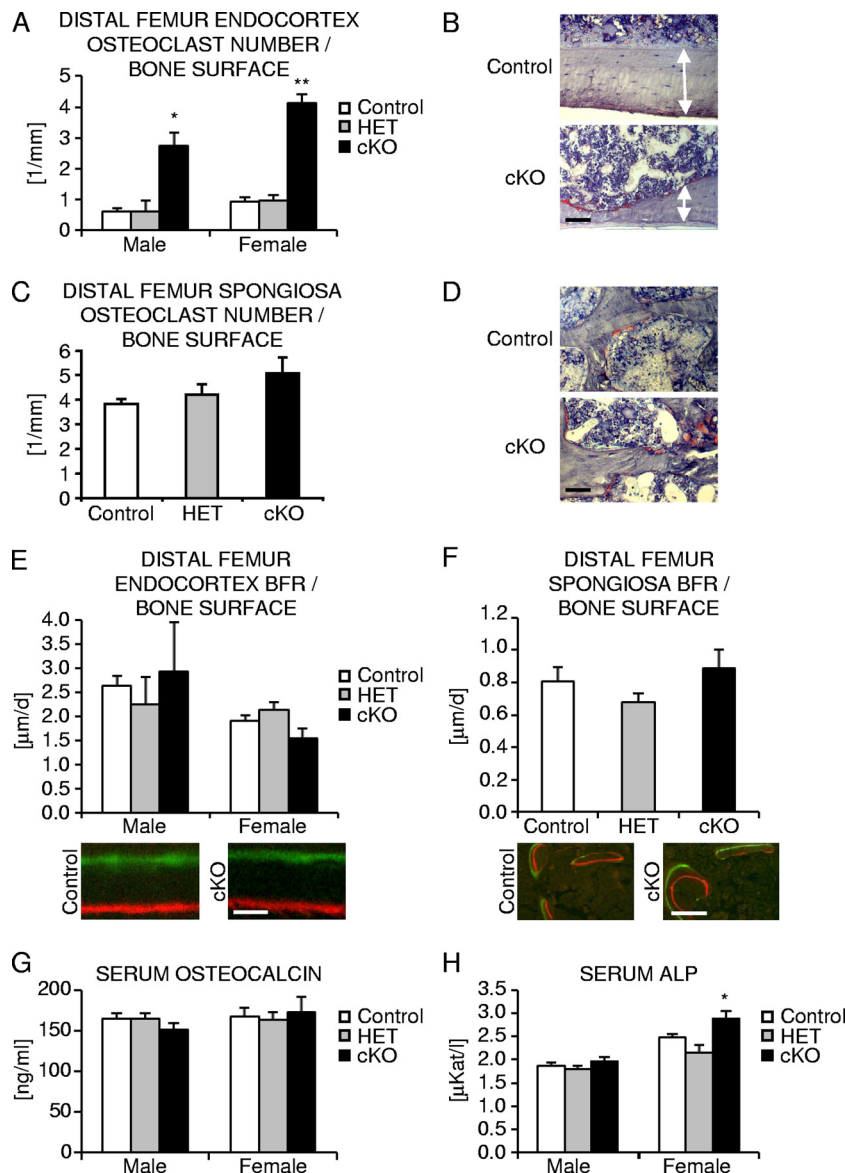 A
DISTAL FEMUR ENDOCORTEX
OSTEOCLAST NUMBER /
BONE SURFACE
5
4
3
2
1
0
[1/mm]
*
**
Control
HET
cKO
Male
Female
B
Control
cKO
C
DISTAL FEMUR SPONGIOSA
OSTEOCLAST NUMBER /
BONE SURFACE
6
5
4
3
2
1
0
[1/mm]
Control
HET
cKO
D
Control
cKO
E
DISTAL FEMUR
ENDOCORTEX BFR /
BONE SURFACE
4.0
3.5
3.0
2.5
2.0
1.5
1.0
0.5
0.0
[µm/d]
Control
HET
cKO
Male
Female
Control
cKO
F
DISTAL FEMUR
SPONGIOSA BFR /
BONE SURFACE
1.2
1.0
0.8
0.6
0.4
0.2
0.0
[µm/d]
Control
HET
cKO
Control
cKO
G
SERUM OSTEOCALCIN
200
150
100
50
0
[ng/ml]
Control
HET
cKO
Male
Female
H
SERUM ALP
3.5
3.0
2.5
2.0
1.5
1.0
0.5
0.0
[µKat/l]
*
Control
HET
cKO
Male
Female